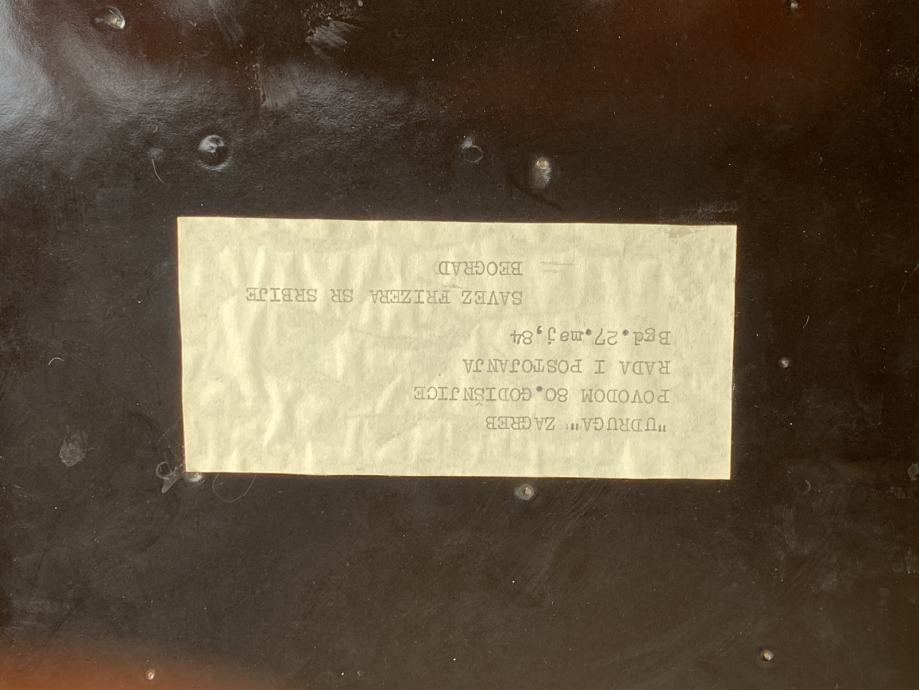 "UDRUGA" ZAGREB
POVODOM 80.GODIŠNJICE
RADA I POSTOJANJA
Bgd.27.maj,84
SAVEZ FRIZERA SR SRBIJE
BEOGRAD